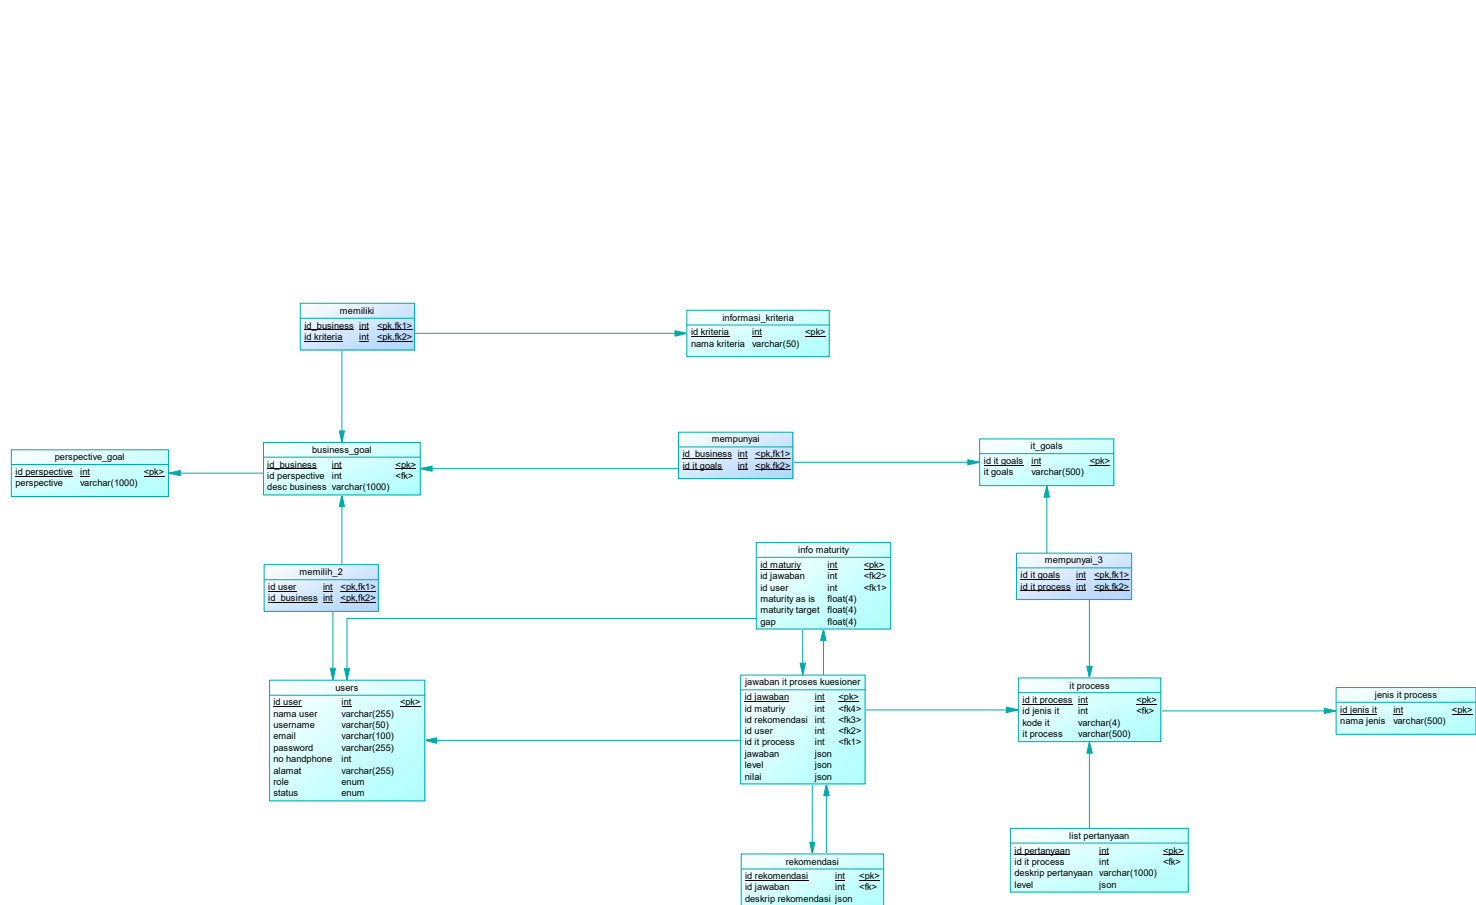 memiliki
id_business int <pk,fk1>
id kriteria int <pk,fk2>
informasi_kriteria
id kriteria int <pk>
nama kriteria varchar(50)
perspective_goal
id perspective int <pk>
perspective varchar(1000)
business_goal
id_business int <pk>
id perspective int <fk>
desc business varchar(1000)
mempunyai
id_business int <pk,fk1>
id it goals int <pk,fk2>
it_goals
id it goals int <pk>
it goals varchar(500)
memilih_2
id user int <pk,fk1>
id_business int <pk,fk2>
info maturity
id maturiy int <pk>
id jawaban int <fk2>
id user int <fk1>
maturity as is float(4)
maturity target float(4)
gap float(4)
mempunyai_3
id it goals int <pk,fk1>
id it process int <pk,fk2>
users
id user int <pk>
nama user varchar(255)
username varchar(50)
email varchar(100)
password varchar(255)
no handphone int
alamat varchar(255)
role enum
status enum
jawaban it proses kuesioner
id jawaban int <pk>
id maturiy int <fk4>
id rekomendasi int <fk3>
id user int <fk2>
id it process int <fk1>
jawaban json
level json
nilai json
it process
id it process int <pk>
id jenis it int <fk>
kode it varchar(4)
it process varchar(500)
jenis it process
id jenis it int <pk>
nama jenis varchar(500)
rekomendasi
id rekomendasi int <pk>
id jawaban int <fk>
deskrip rekomendasi json
list pertanyaan
id pertanyaan int <pk>
id it process int <fk>
deskrip pertanyaan varchar(1000)
level json